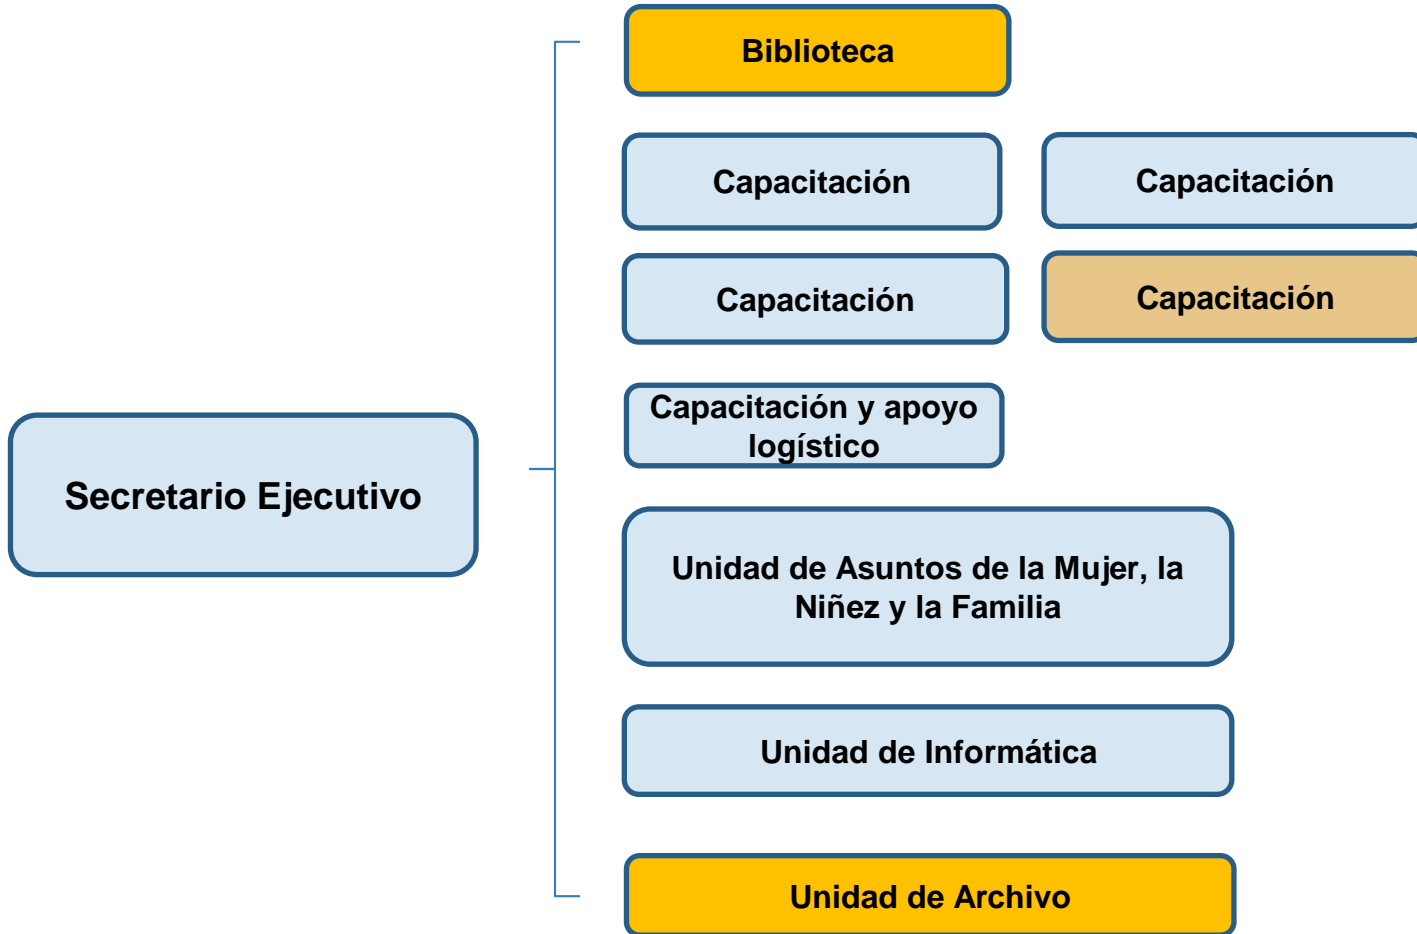 Biblioteca
Capacitación
Capacitación
Capacitación
Capacitación
Capacitación y apoyo
logístico
Secretario Ejecutivo
Unidad de Asuntos de la Mujer, la
Niñez y la Familia
Unidad de Informática
Unidad de Archivo